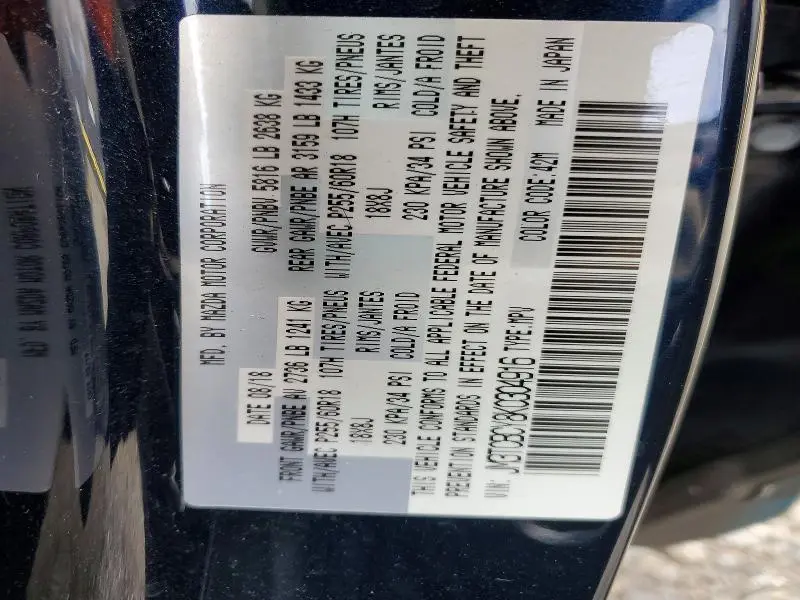 MFD. BY MAZDA MOTOR CORPORATION
DATE GVWR/PNBV 5816 LB 2638 KG
FRONT GAWR/PNBE AV 2736 LB 1241 KG REAR GAWR/PNBE AR 3159 LB 1433 KG
WITH/AVEC P255/60R18 107H TIRES/PNEUS WITH/AVEC P255/60R18 107H TIRES/PNEUS
18X8J RIMS/JANTES 18X8J RIMS/JANTES
230 KPA/34 PSI COLD/A FROID 230 KPA/34 PSI COLD/A FROID
THIS VEHICLE CONFORMS TO ALL APPLICABLE FEDERAL MOTOR VEHICLE SAFETY AND THEFT
PREVENTION STANDARDS IN EFFECT ON THE DATE OF MANUFACTURE SHOWN ABOVE.
VIN: JM3TCBCY8K0304916 TYPE:MPV COLOR CODE:42M MADE IN JAPAN